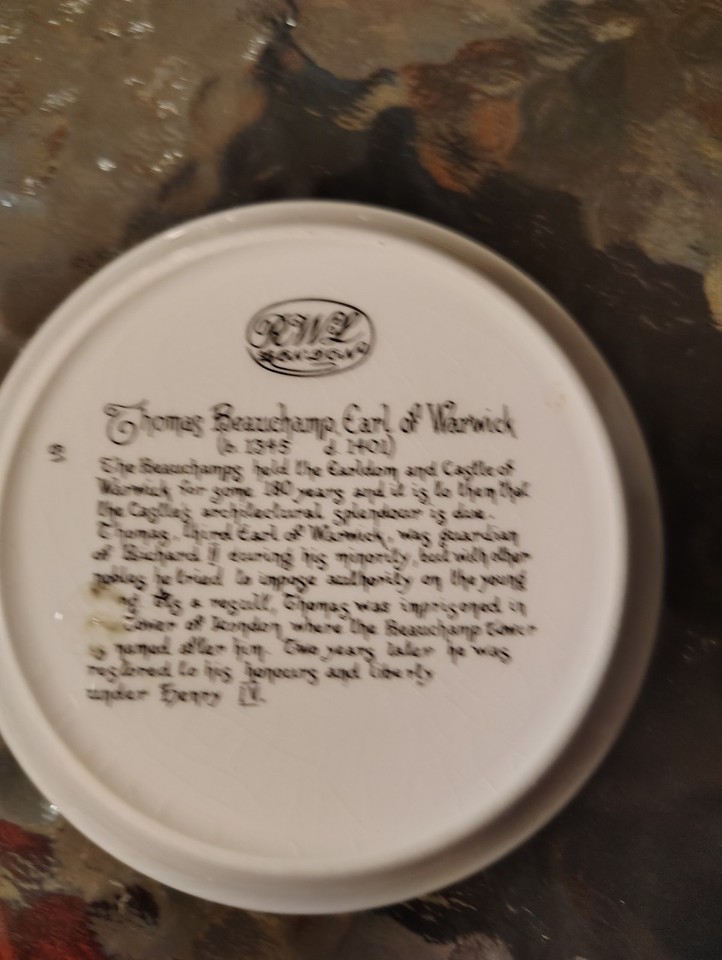 RWL
LONDON
Thomas Beauchamp, Earl of Warwick
(b. 1345 d. 1401)
The Beauchamps held the Earldom and Castle of
Warwick for some 180 years and it is to them that
the Castle's architectural splendour is due.
Thomas, third Earl of Warwick, was guardian
of Richard II during his minority, but with other
nobles he tried to impose authority on the young
As a result, Thomas was imprisoned in
Tower of London where the Beauchamp tower
is named after him. Two years later he was
restored to his honours and liberty
under Henry IV.